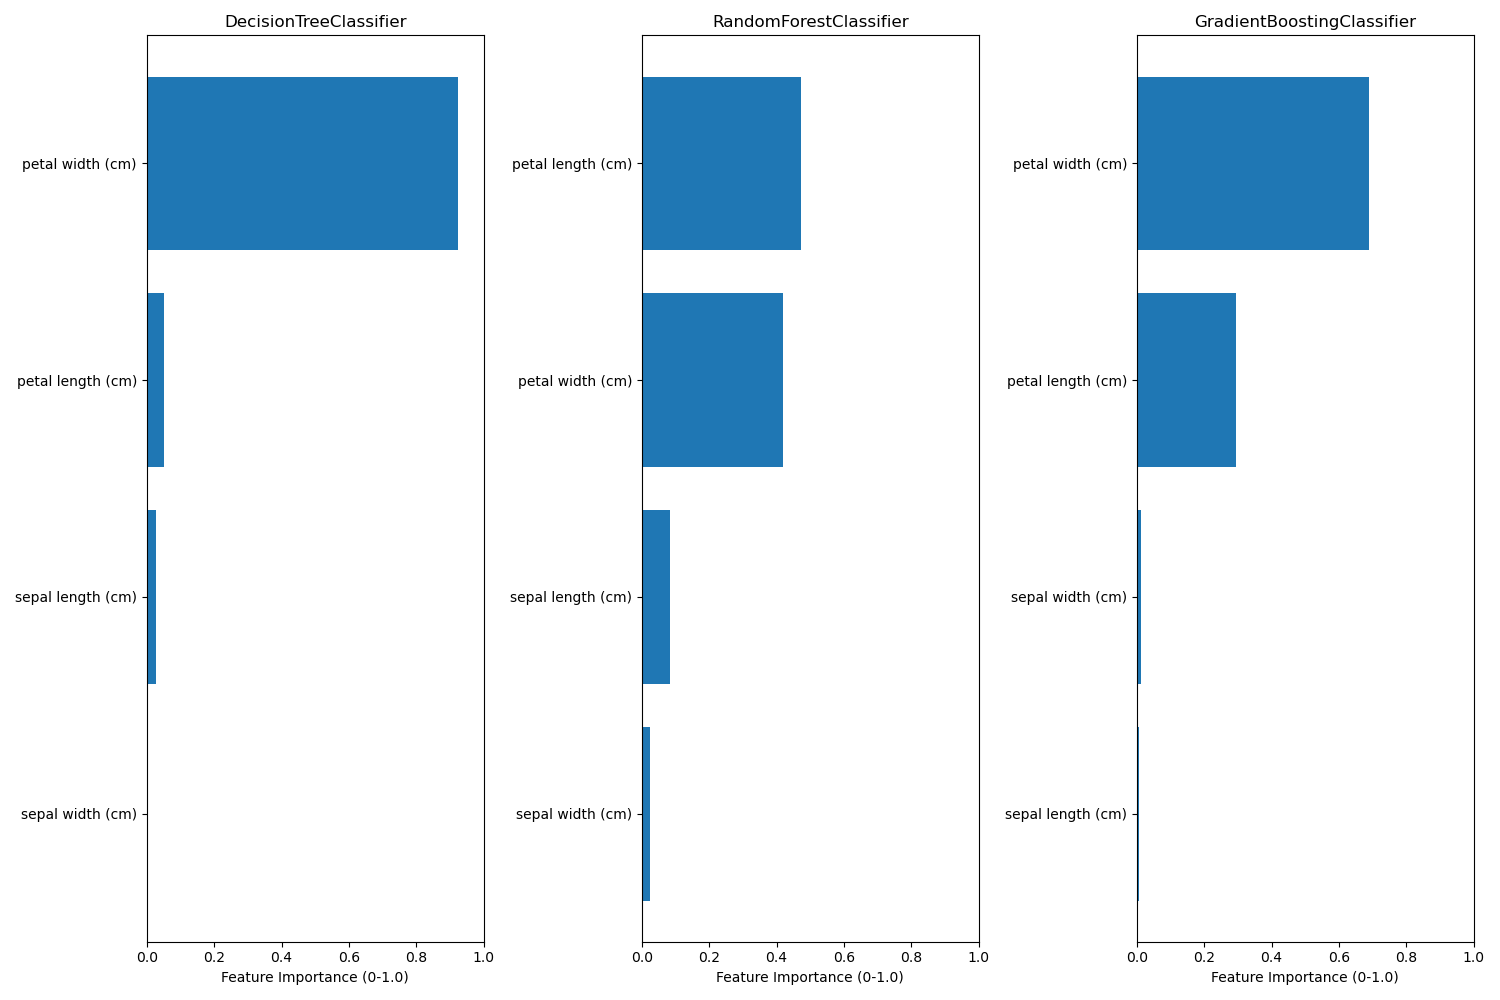 DecisionTreeClassifier
petal width (cm)
petal length (cm)
sepal length (cm)
sepal width (cm)
0.0 0.2 0.4 0.6 0.8 1.0
Feature Importance (0-1.0)
RandomForestClassifier
petal length (cm)
petal width (cm)
sepal length (cm)
sepal width (cm)
0.0 0.2 0.4 0.6 0.8 1.0
Feature Importance (0-1.0)
GradientBoostingClassifier
petal width (cm)
petal length (cm)
sepal width (cm)
sepal length (cm)
0.0 0.2 0.4 0.6 0.8 1.0
Feature Importance (0-1.0)